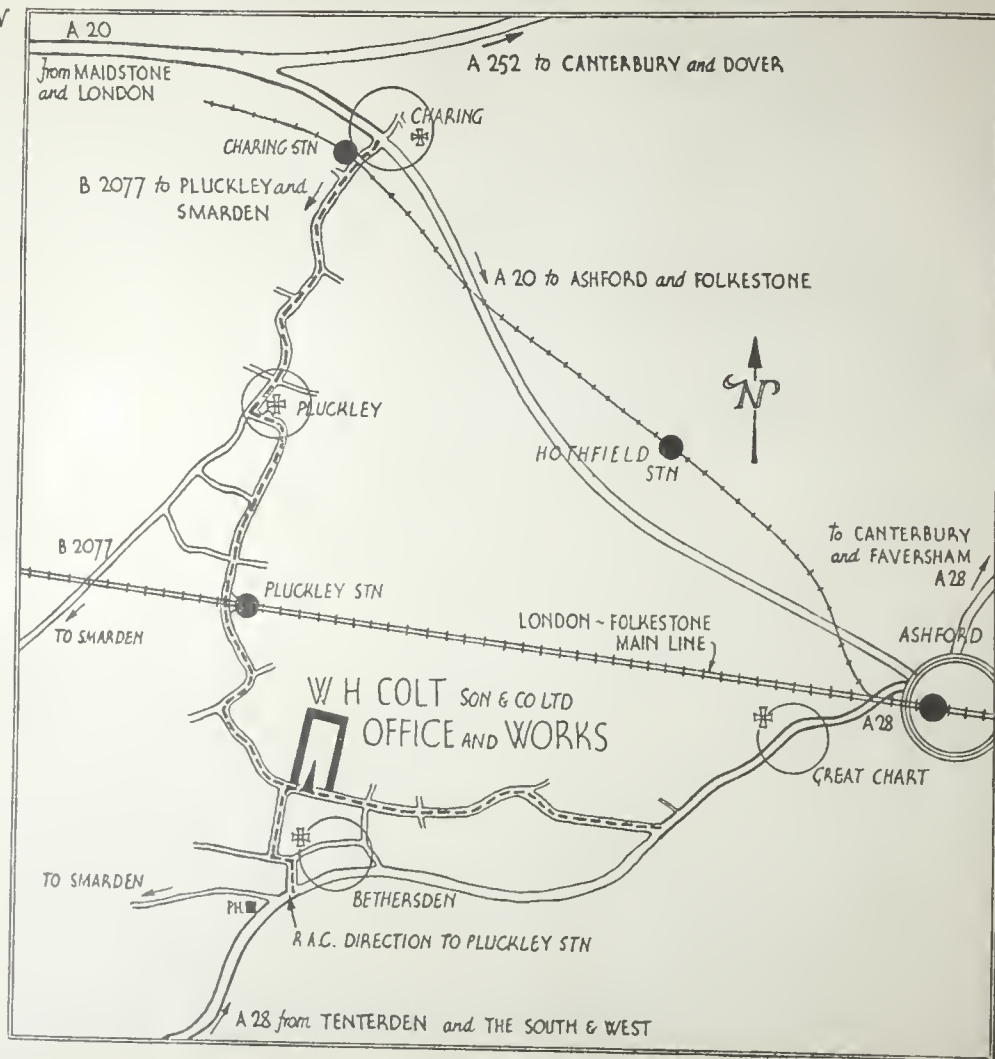 A 20
from MAIDSTONE
and LONDON
A 252 to CANTERBURY and DOVER
CHARING
CHARING STN
B 2077 to PLUCKLEY and
SMARDEN
A 20 to ASHFORD and FOLKESTONE
N
PLUCKLEY
HOTHFIELD
STN
to CANTERBURY
and FAVERSHAM
A 28
B 2077
PLUCKLEY STN
TO SMARDEN
LONDON ~ FOLKESTONE
MAIN LINE
ASHFORD
W H COLT SON & CO LTD
OFFICE AND WORKS
A 28
GREAT CHART
TO SMARDEN
BETHERSDEN
P.H.
R.A.C. DIRECTION TO PLUCKLEY STN
A 28 from TENTERDEN and THE SOUTH & WEST